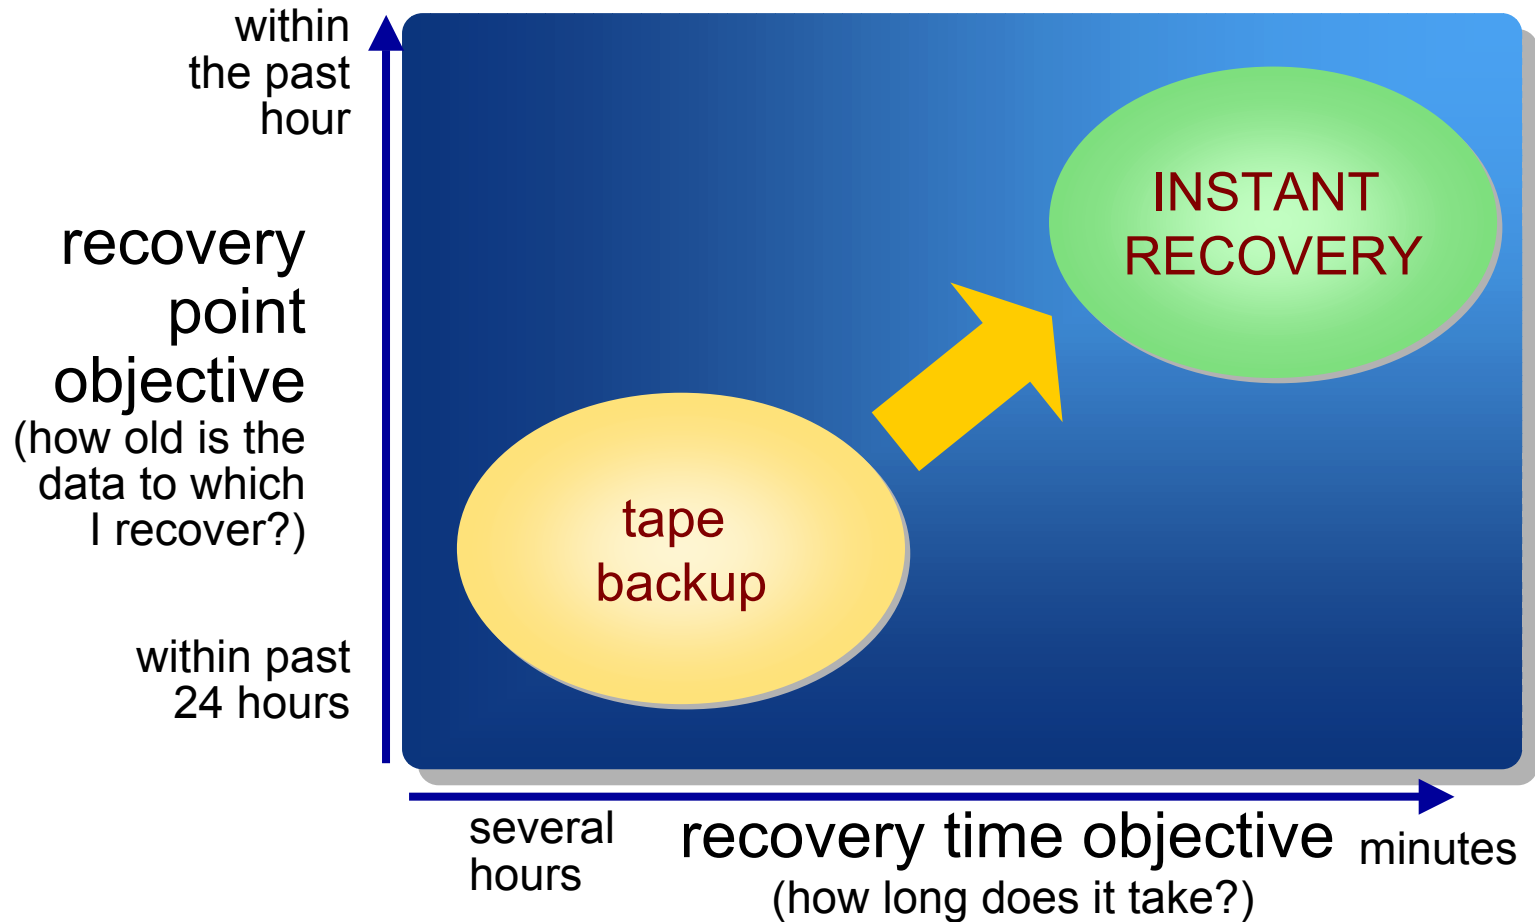 within
the past
hour
recovery
point
objective
(how old is the
data to which
I recover?)
within past
24 hours
INSTANT
RECOVERY
tape
backup
several
hours
recovery time objective
(how long does it take?)
minutes